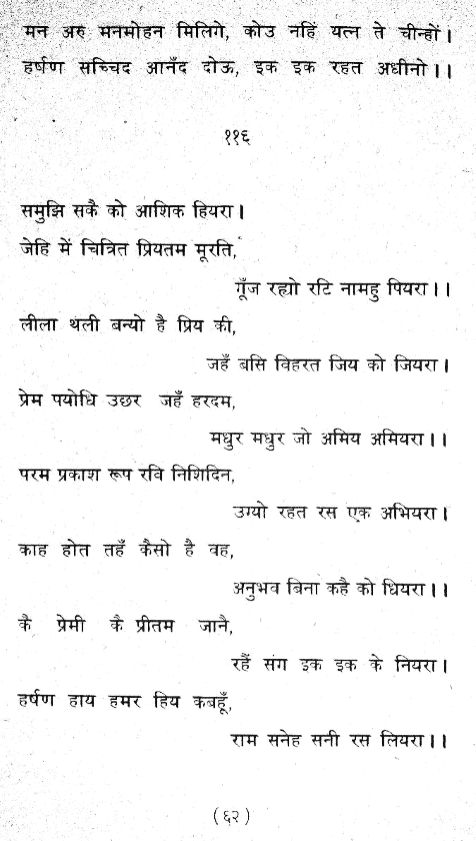 मन अरु मनमोहन मिलिगे, कोउ नहिं यत्न ते चीन्हों।
हर्षण सच्चिद आनँद दोऊ, इक इक रहत अधीनो।।
११६
समुझि सकै को आशिक हियरा।
जेहि में चित्रित प्रियतम मूरति,
गूँज रह्यो रटि नामहु पियरा।।
लीला थली बन्यो है प्रिय की,
जहँ बसि विहरत जिय को जियरा।
प्रेम पयोधि उछर जहँ हरदम,
मधुर मधुर जो अमिय अमियरा।।
परम प्रकाश रूप रवि निशिदिन,
उग्यो रहत रस एक अभियरा।
काह होत तहँ कैसो है वह,
अनुभव बिना कहै को धियरा।।
कै प्रेमी कै प्रीतम जानै,
रहैं संग इक इक के नियरा।
हर्षण हाय हमर हिय कबहूँ,
राम सनेह सनी रस लियरा।।
(६२)